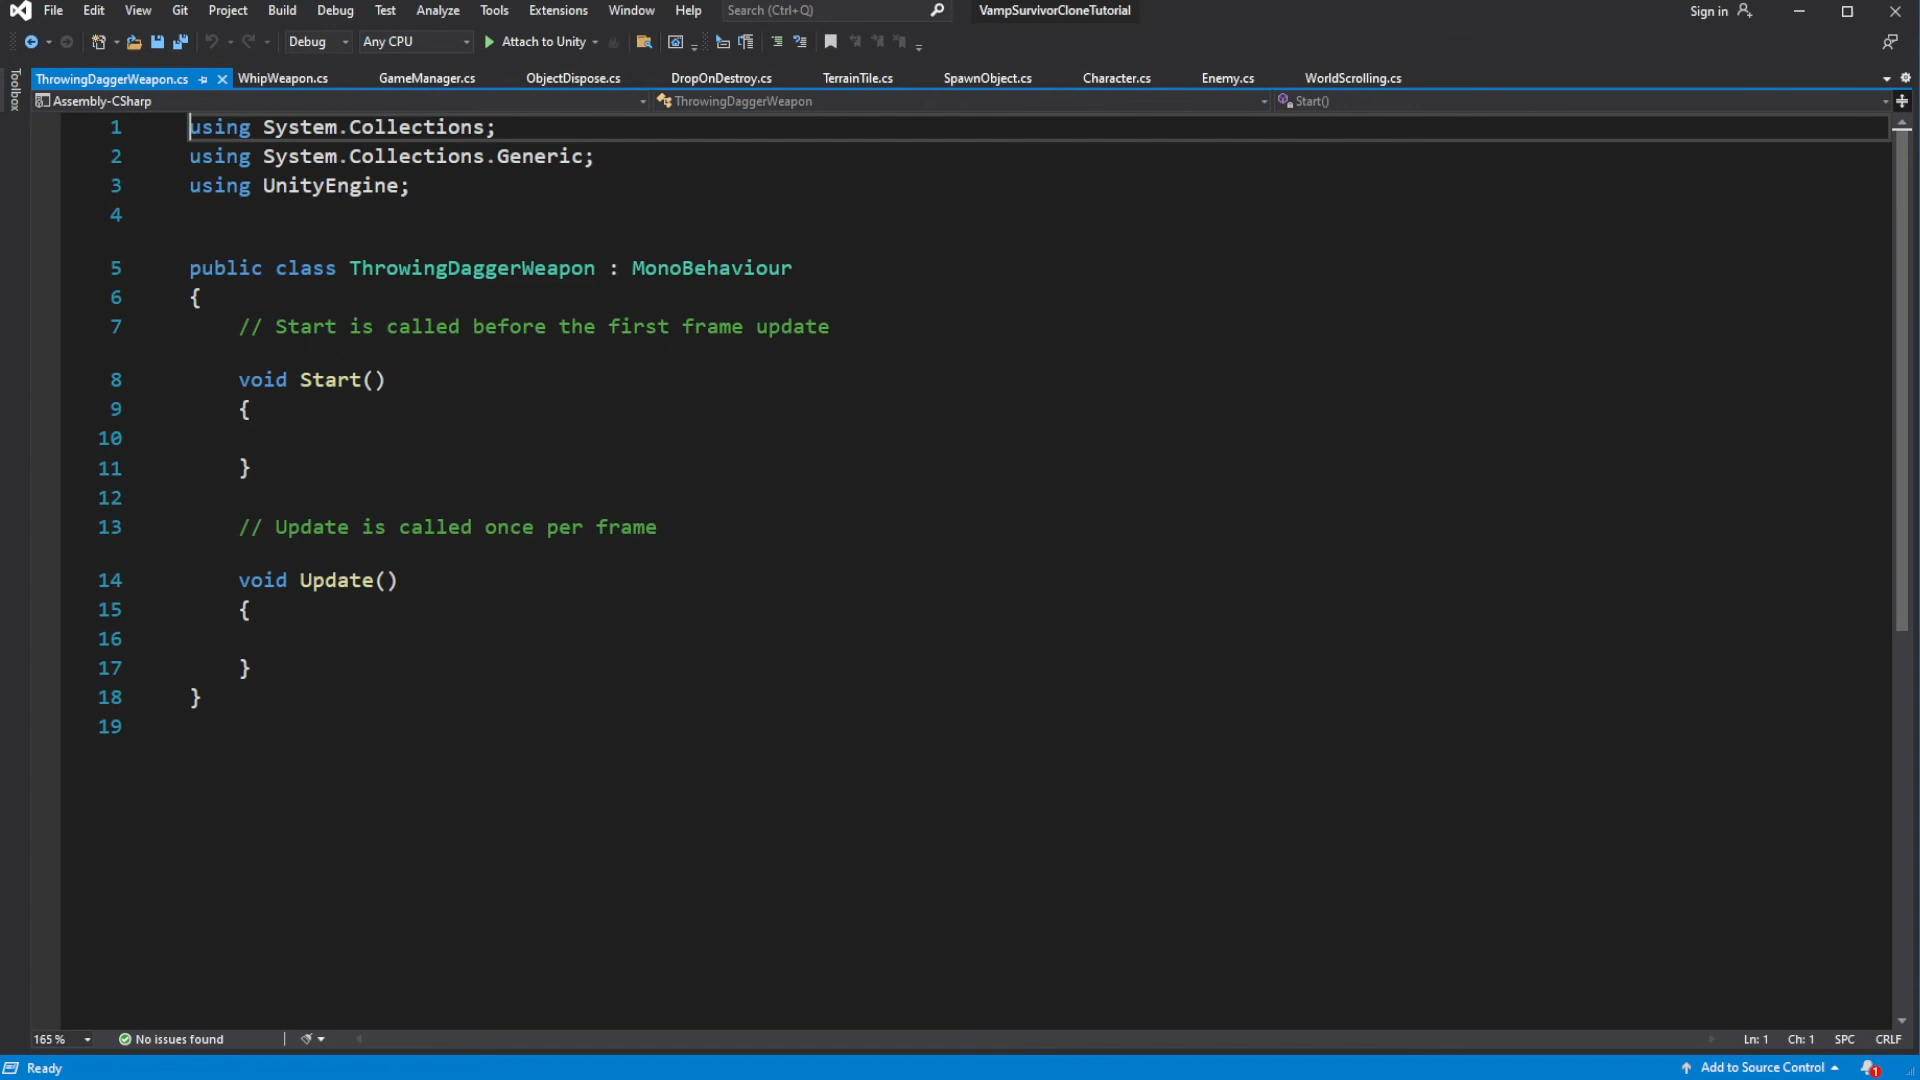 File Edit View Git Project Build Debug Test Analyze Tools Extensions Window Help Search (Ctrl+Q) VampSurvivorCloneTutorial Sign in
Debug Any CPU Attach to Unity
Toolbox
ThrowingDaggerWeapon.cs WhipWeapon.cs GameManager.cs ObjectDispose.cs DropOnDestroy.cs TerrainTile.cs SpawnObject.cs Character.cs Enemy.cs WorldScrolling.cs
Assembly-CSharp ThrowingDaggerWeapon Start()
1 using System.Collections;
2 using System.Collections.Generic;
3 using UnityEngine;
4
5 public class ThrowingDaggerWeapon : MonoBehaviour
6 {
7 // Start is called before the first frame update
8 void Start()
9 {
10
11 }
12
13 // Update is called once per frame
14 void Update()
15 {
16
17 }
18 }
19
165 % No issues found Ln: 1 Ch: 1 SPC CRLF
Ready Add to Source Control 1